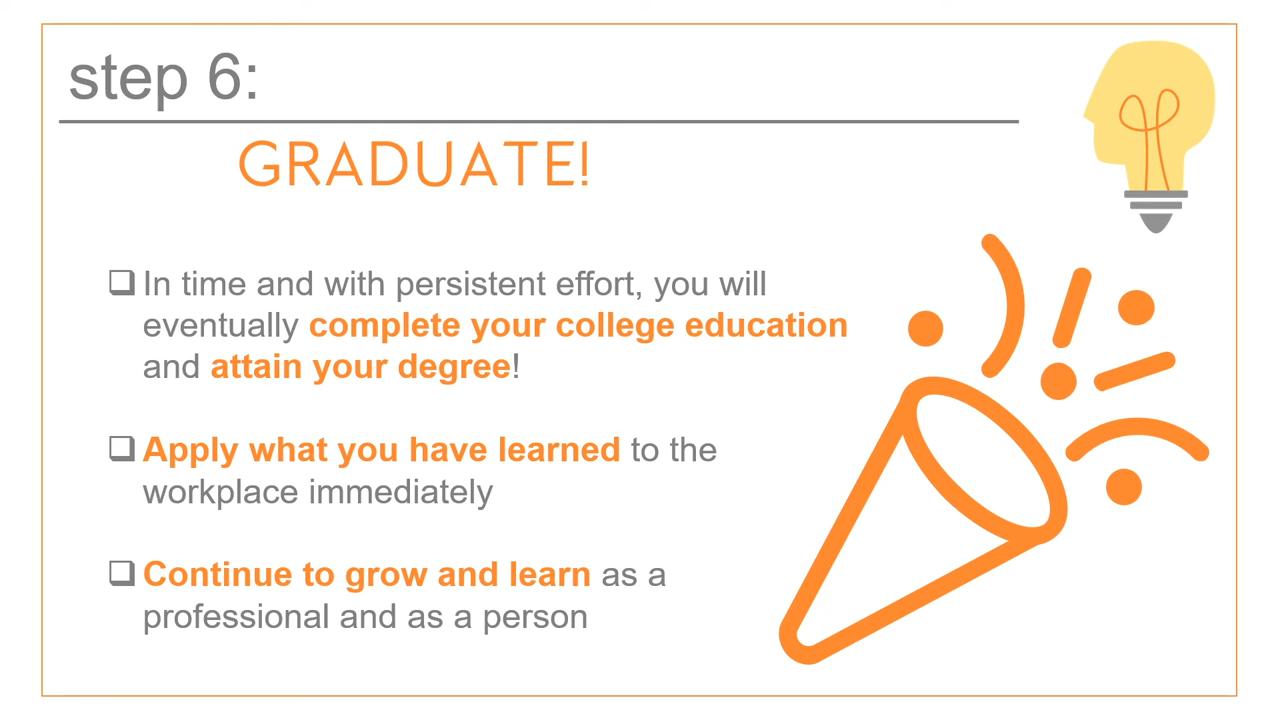 step 6:
GRADUATE!
❑ In time and with persistent effort, you will
eventually complete your college education
and attain your degree!
❑ Apply what you have learned to the
workplace immediately
❑ Continue to grow and learn as a
professional and as a person